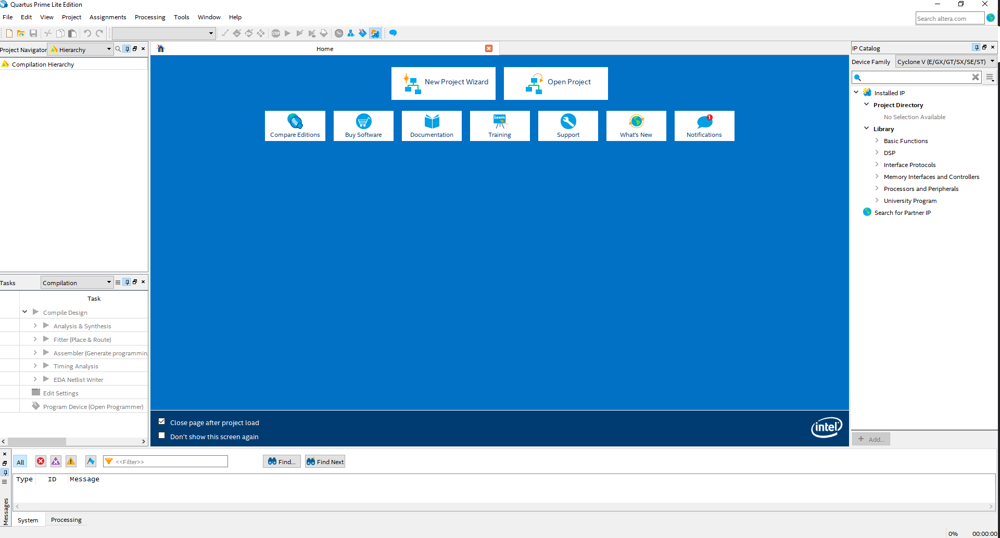 Quartus Prime Lite Edition
File Edit View Project Assignments Processing Tools Window Help
Search altera.com
Project Navigator Hierarchy
Compilation Hierarchy
Home
New Project Wizard
Open Project
Compare Editions
Buy Software
Documentation
Learn
Training
Support
What's New
1
Notifications
IP Catalog
Device Family Cyclone V (E/GX/GT/SX/SE/ST)
Installed IP
Project Directory
No Selection Available
Library
Basic Functions
DSP
Interface Protocols
Memory Interfaces and Controllers
Processors and Peripherals
University Program
Search for Partner IP
+ Add...
Tasks Compilation
Task
Compile Design
Analysis & Synthesis
Fitter (Place & Route)
Assembler (Generate programmin
Timing Analysis
EDA Netlist Writer
Edit Settings
Program Device (Open Programmer)
Close page after project load
Don't show this screen again
intel
STOP
All
<<Filter>>
Find...
Find Next
Type ID Message
Messages
System Processing
0% 00:00:00